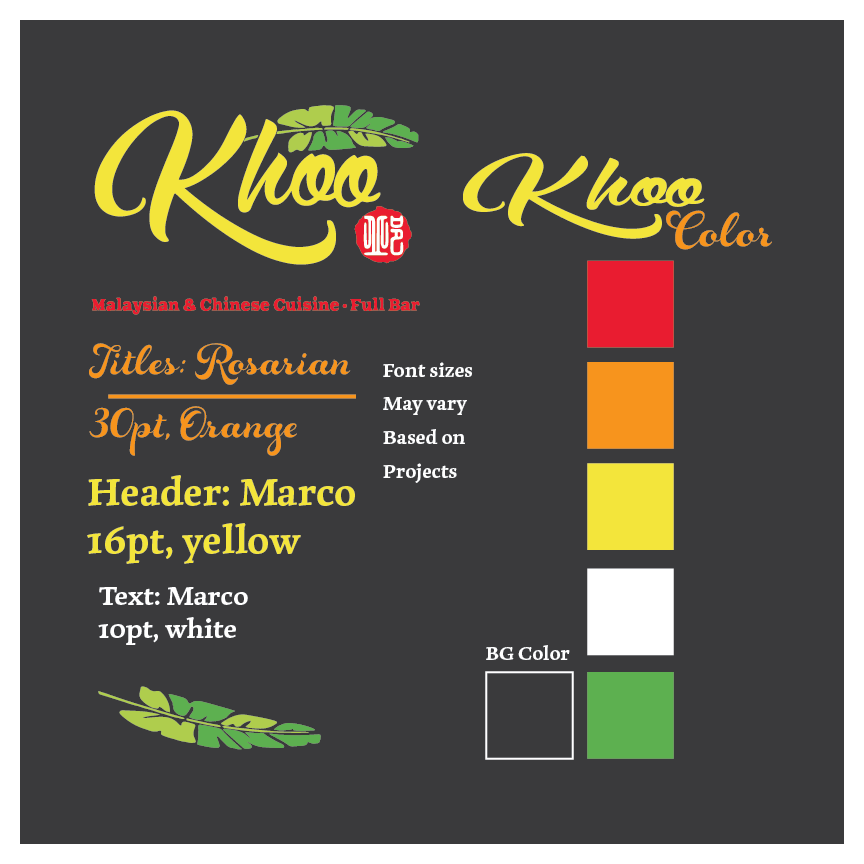 Khoo
DRJ
Malaysian & Chinese Cuisine - Full Bar
Titles: Rosarian
30pt, Orange
Header: Marco
16pt, yellow
Text: Marco
10pt, white
Font sizes
May vary
Based on
Projects
Khoo
Color
BG Color